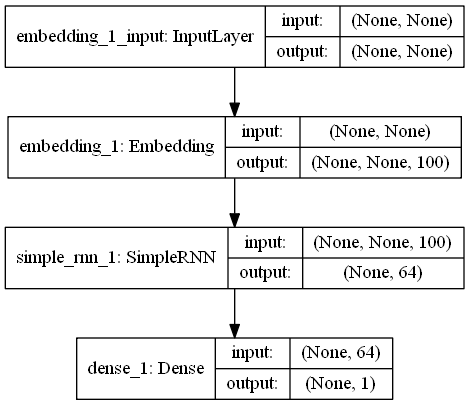 embedding_1_input: InputLayer
input: (None, None)
output: (None, None)
embedding_1: Embedding
input: (None, None)
output: (None, None, 100)
simple_rnn_1: SimpleRNN
input: (None, None, 100)
output: (None, 64)
dense_1: Dense
input: (None, 64)
output: (None, 1)